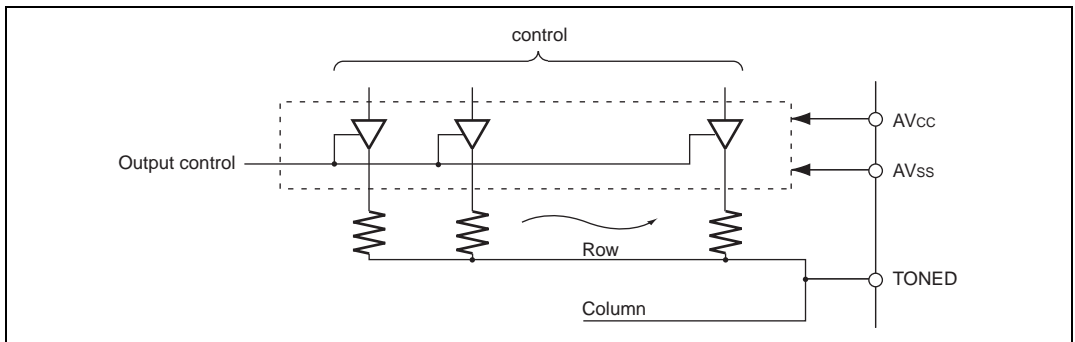 control
AVCC
Output control
AVSS
Row
TONED
Column